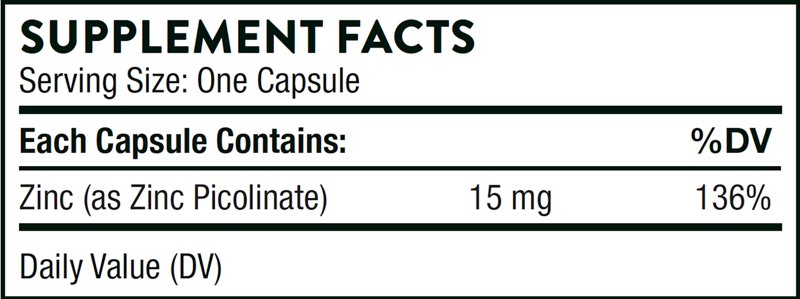 SUPPLEMENT FACTS
Serving Size: One Capsule
Each Capsule Contains: %DV
Zinc (as Zinc Picolinate) 15 mg 136%
Daily Value (DV)